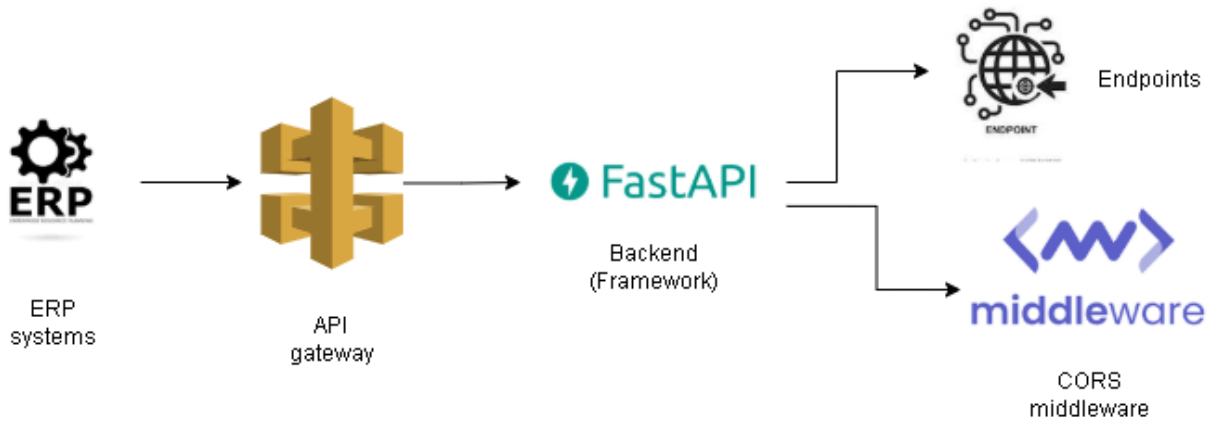 ERP
ERP
systems
API
gateway
FastAPI
Backend
(Framework)
ENDPOINT
Endpoints
middleware
CORS
middleware